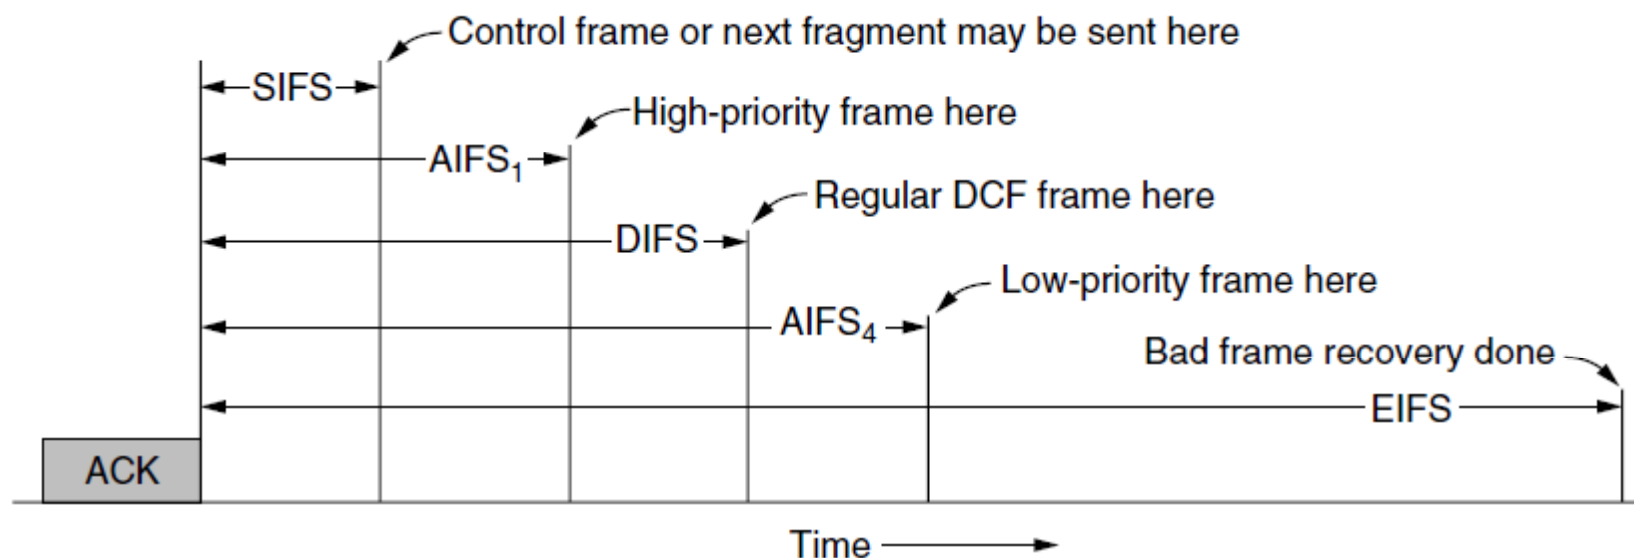 Control frame or next fragment may be sent here
SIFS
High-priority frame here
AIFS₁
Regular DCF frame here
DIFS
Low-priority frame here
AIFS₄
Bad frame recovery done
EIFS
ACK
Time